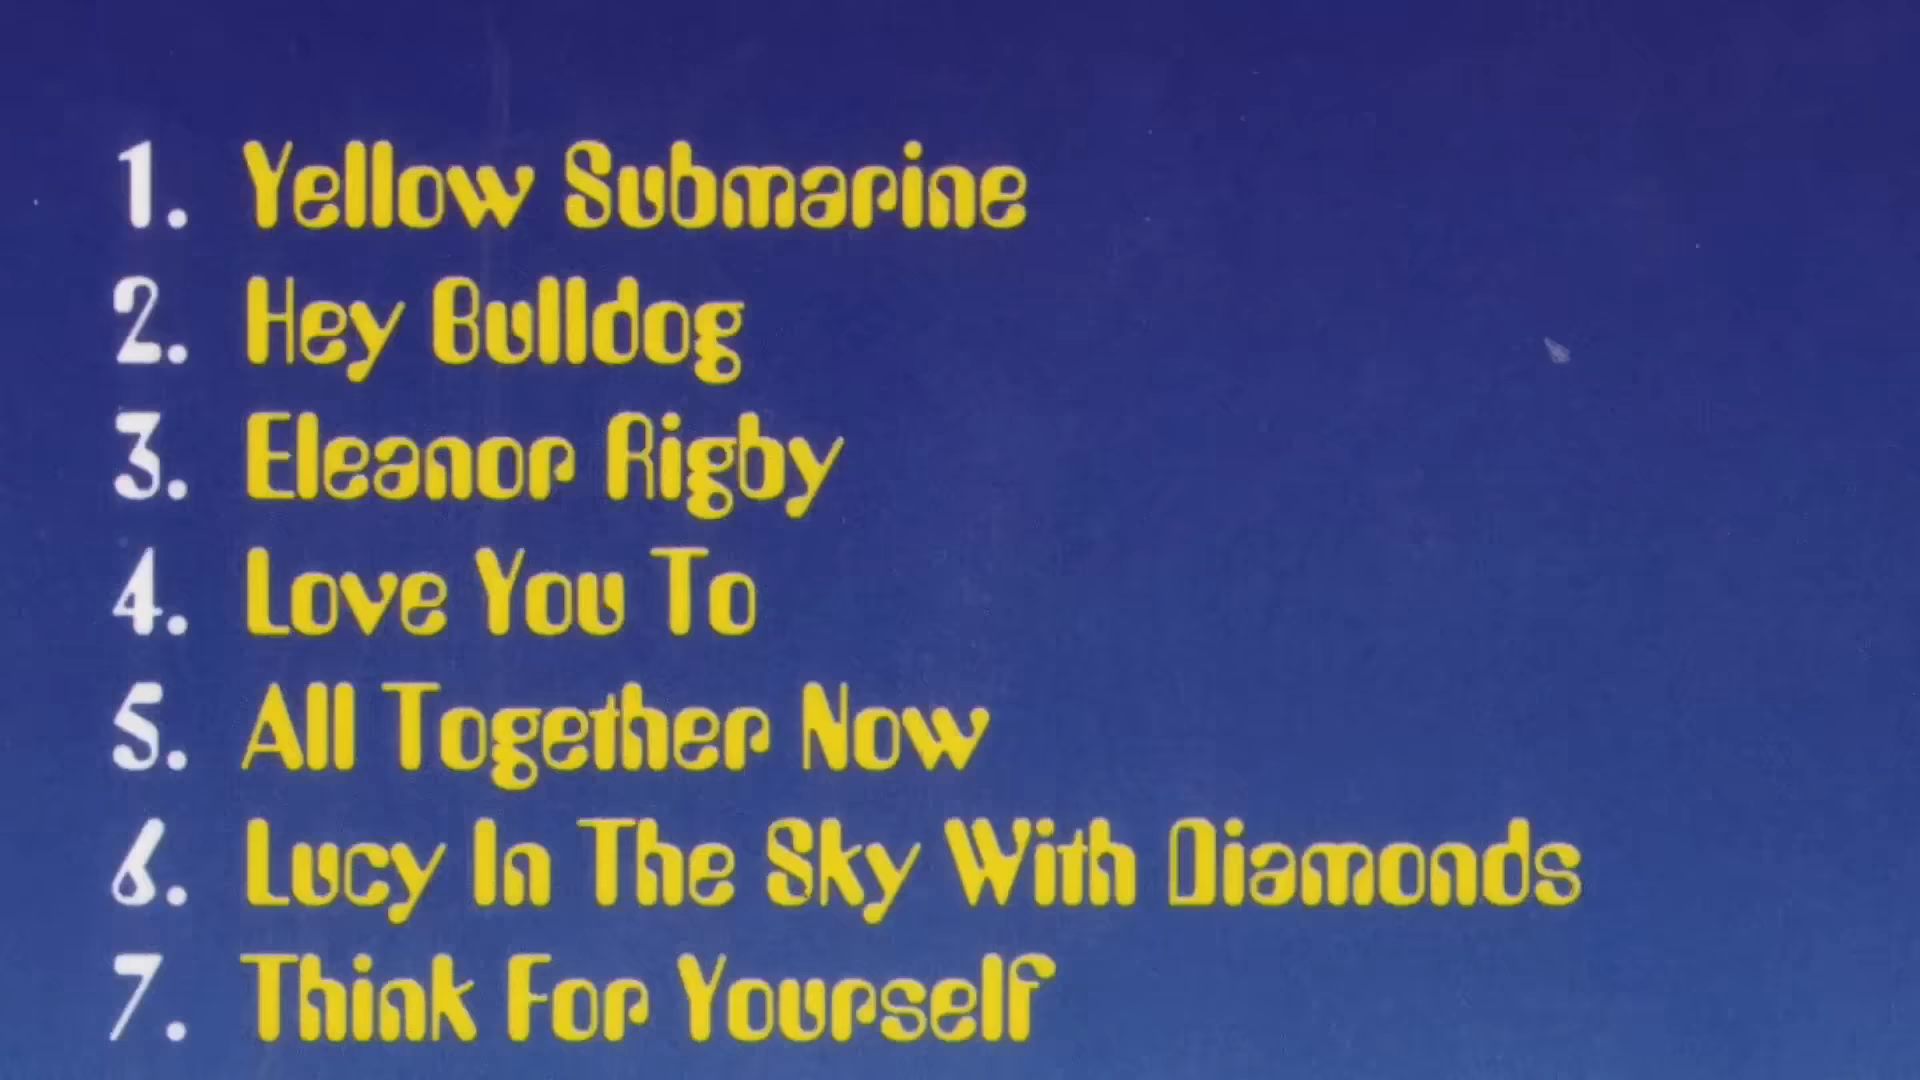 1. Yellow Submarine
2. Hey Bulldog
3. Eleanor Rigby
4. Love You To
5. All Together Now
6. Lucy In The Sky With Diamonds
7. Think For Yourself